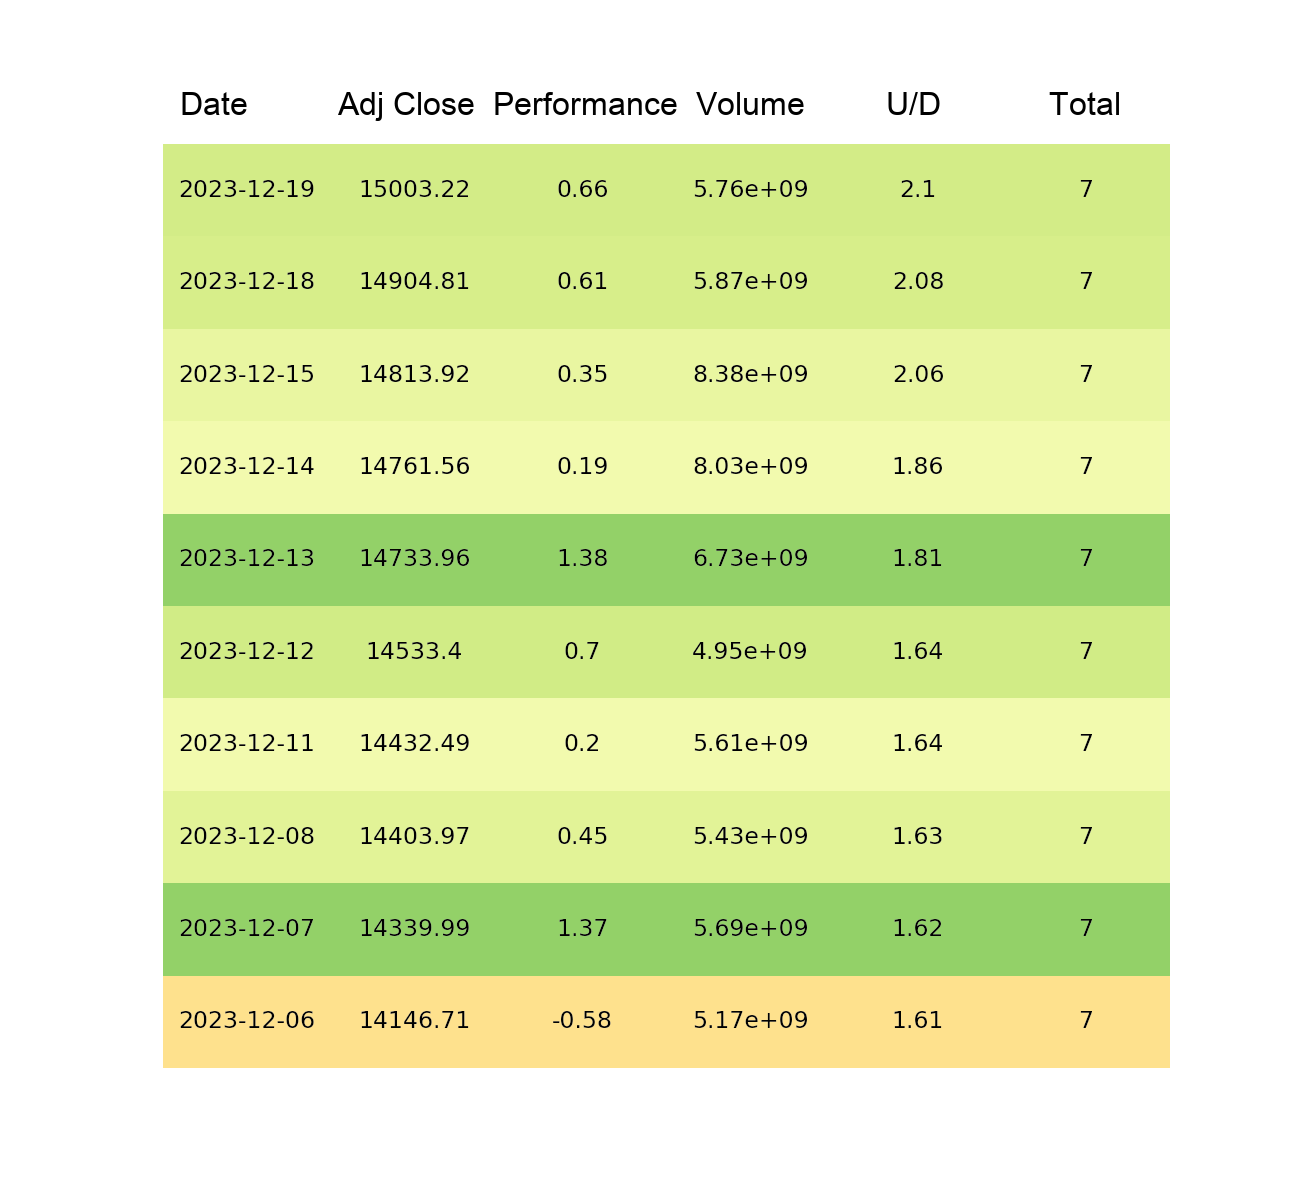 Date Adj Close Performance Volume U/D Total
2023-12-19 15003.22 0.66 5.76e+09 2.1 7
2023-12-18 14904.81 0.61 5.87e+09 2.08 7
2023-12-15 14813.92 0.35 8.38e+09 2.06 7
2023-12-14 14761.56 0.19 8.03e+09 1.86 7
2023-12-13 14733.96 1.38 6.73e+09 1.81 7
2023-12-12 14533.4 0.7 4.95e+09 1.64 7
2023-12-11 14432.49 0.2 5.61e+09 1.64 7
2023-12-08 14403.97 0.45 5.43e+09 1.63 7
2023-12-07 14339.99 1.37 5.69e+09 1.62 7
2023-12-06 14146.71 -0.58 5.17e+09 1.61 7